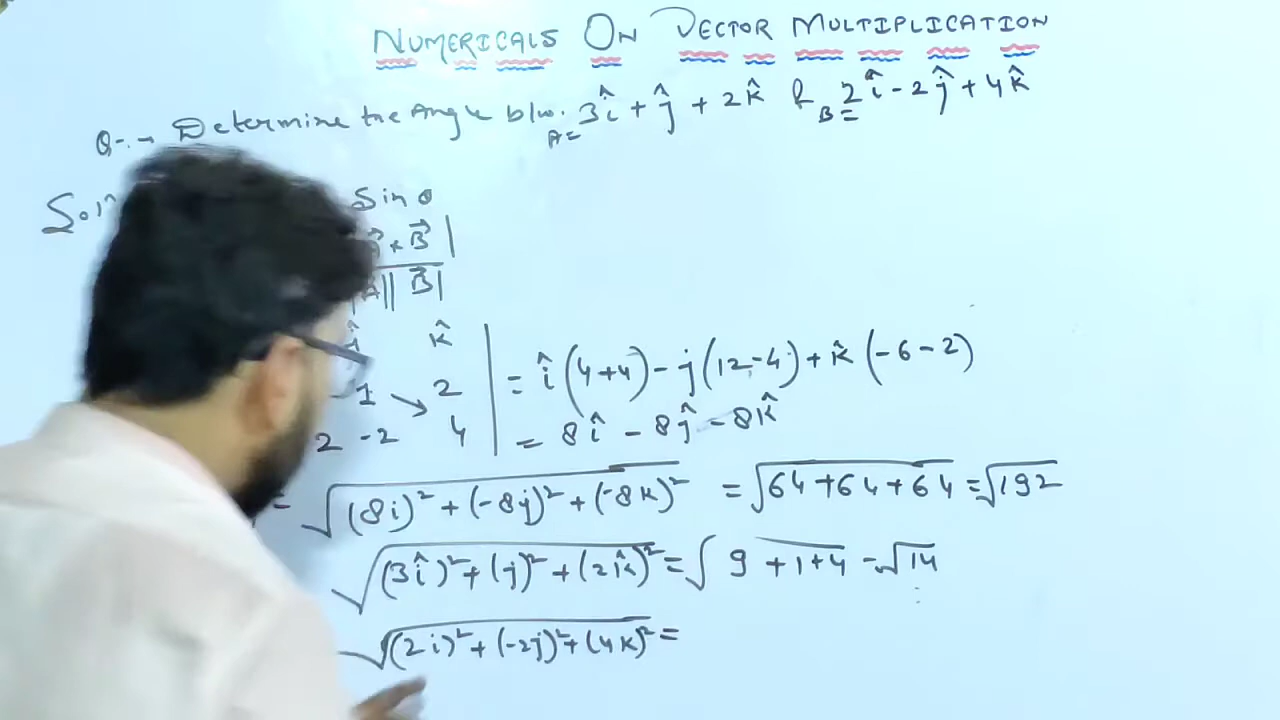 NUMERICALS ON VECTOR MULTIPLICATION
Q-. → Determine the Angle b/w. A= 3î + ĵ + 2k̂ & B= 2î - 2ĵ + 4k̂
Soln Sin θ
× B⃗ |
|A|| B⃗|
k̂ | = î(4+4) - j(12-4) + k̂(-6-2)
1 → 2
2 -2 4 | = 8î - 8ĵ - 8k̂
= √(8i)² + (-8j)² + (-8k)² = √64+64+64 = √192
√(3î)² + (j)² + (2k̂)² = √9+1+4 = √14
√(2i)² + (-2j)² + (4k)² =